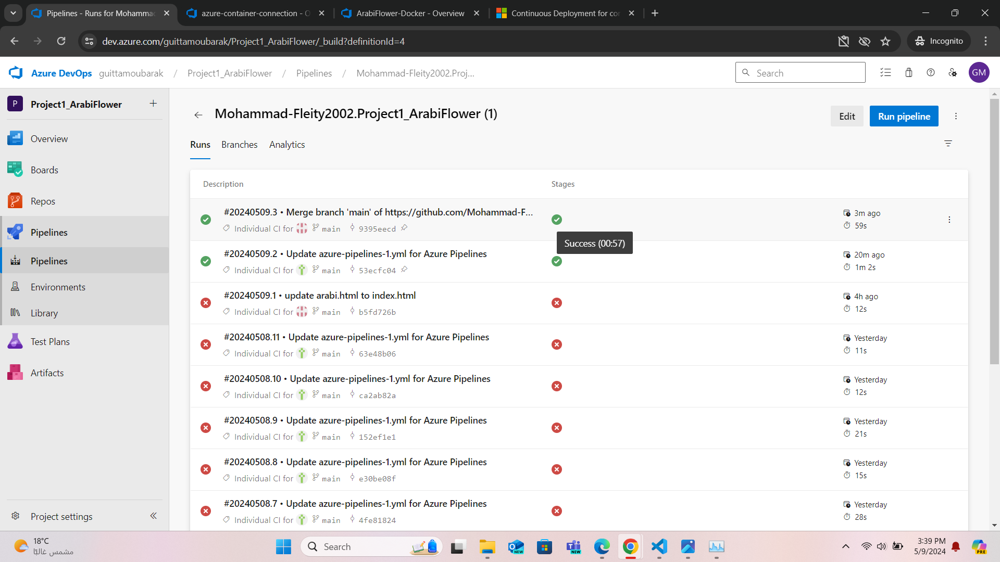 Pipelines - Runs for Mohammad
azure-container-connection - O
ArabiFlower-Docker - Overview
Continuous Deployment for con
dev.azure.com/guittamoubarak/Project1_ArabiFlower/_build?definitionId=4
Incognito
Azure DevOps guittamoubarak / Project1_ArabiFlower / Pipelines / Mohammad-Fleity2002.Proj...
Search
GM
P Project1_ArabiFlower
Overview
Boards
Repos
Pipelines
Pipelines
Environments
Library
Test Plans
Artifacts
Project settings
Mohammad-Fleity2002.Project1_ArabiFlower (1)
Edit
Run pipeline
Runs Branches Analytics
Description Stages
#20240509.3 • Merge branch 'main' of https://github.com/Mohammad-F...
Individual CI for main 9395eecd
3m ago
59s
Success (00:57)
#20240509.2 • Update azure-pipelines-1.yml for Azure Pipelines
Individual CI for main 53ecfc04
20m ago
1m 2s
#20240509.1 • update arabi.html to index.html
Individual CI for main b5fd726b
4h ago
12s
#20240508.11 • Update azure-pipelines-1.yml for Azure Pipelines
Individual CI for main 63e48b06
Yesterday
11s
#20240508.10 • Update azure-pipelines-1.yml for Azure Pipelines
Individual CI for main ca2ab82a
Yesterday
12s
#20240508.9 • Update azure-pipelines-1.yml for Azure Pipelines
Individual CI for main 152ef1e1
Yesterday
21s
#20240508.8 • Update azure-pipelines-1.yml for Azure Pipelines
Individual CI for main e30be08f
Yesterday
15s
#20240508.7 • Update azure-pipelines-1.yml for Azure Pipelines
Individual CI for main 4fe81824
Yesterday
28s
18°C
مشمس غالبًا
Search
NEW
NEW
3:39 PM
5/9/2024
PRE